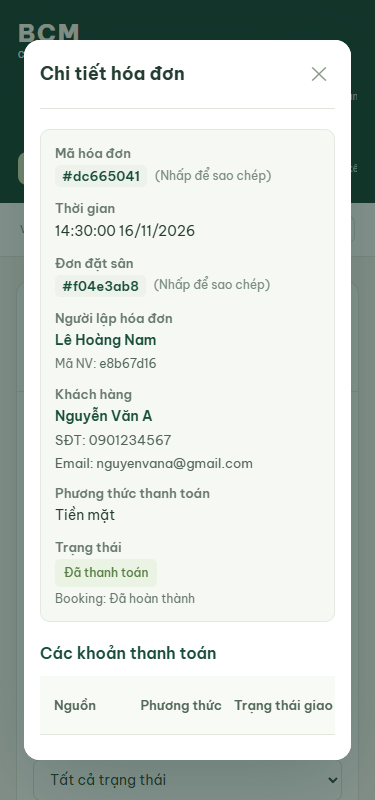 BCM
Chi tiết hóa đơn
Mã hóa đơn
#dc665041 (Nhấp để sao chép)
Thời gian
14:30:00 16/11/2026
Đơn đặt sân
#f04e3ab8 (Nhấp để sao chép)
Người lập hóa đơn
Lê Hoàng Nam
Mã NV: e8b67d16
Khách hàng
Nguyễn Văn A
SĐT: 0901234567
Email: nguyenvana@gmail.com
Phương thức thanh toán
Tiền mặt
Trạng thái
Đã thanh toán
Booking: Đã hoàn thành
Các khoản thanh toán
Nguồn Phương thức Trạng thái giao
Tất cả trạng thái